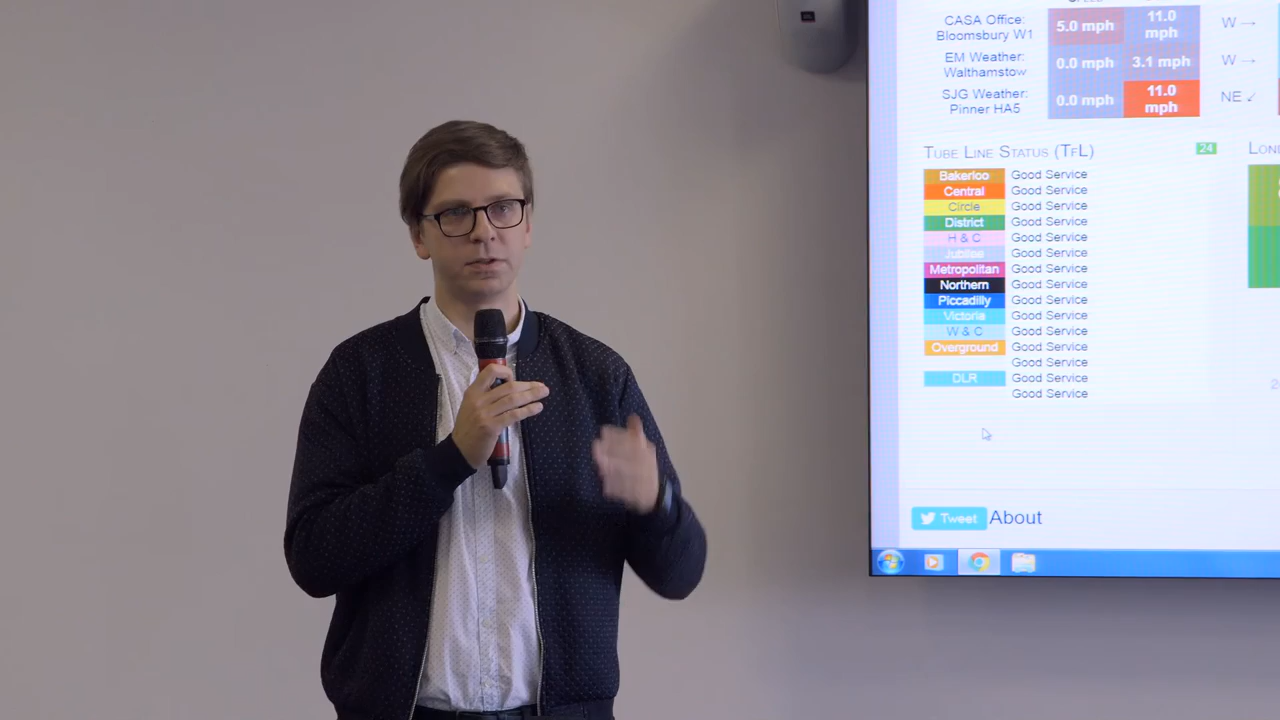 CASA Office:
Bloomsbury W1
5.0 mph
11.0
mph
W →
EM Weather:
Walthamstow
0.0 mph
3.1 mph
W →
SJG Weather:
Pinner HA5
0.0 mph
11.0
mph
NE ↙
Tube Line Status (TfL)
24
Bakerloo Good Service
Central Good Service
Circle Good Service
District Good Service
H & C Good Service
Jubilee Good Service
Metropolitan Good Service
Northern Good Service
Piccadilly Good Service
Victoria Good Service
W & C Good Service
Overground Good Service
Good Service
DLR Good Service
Good Service
Tweet About